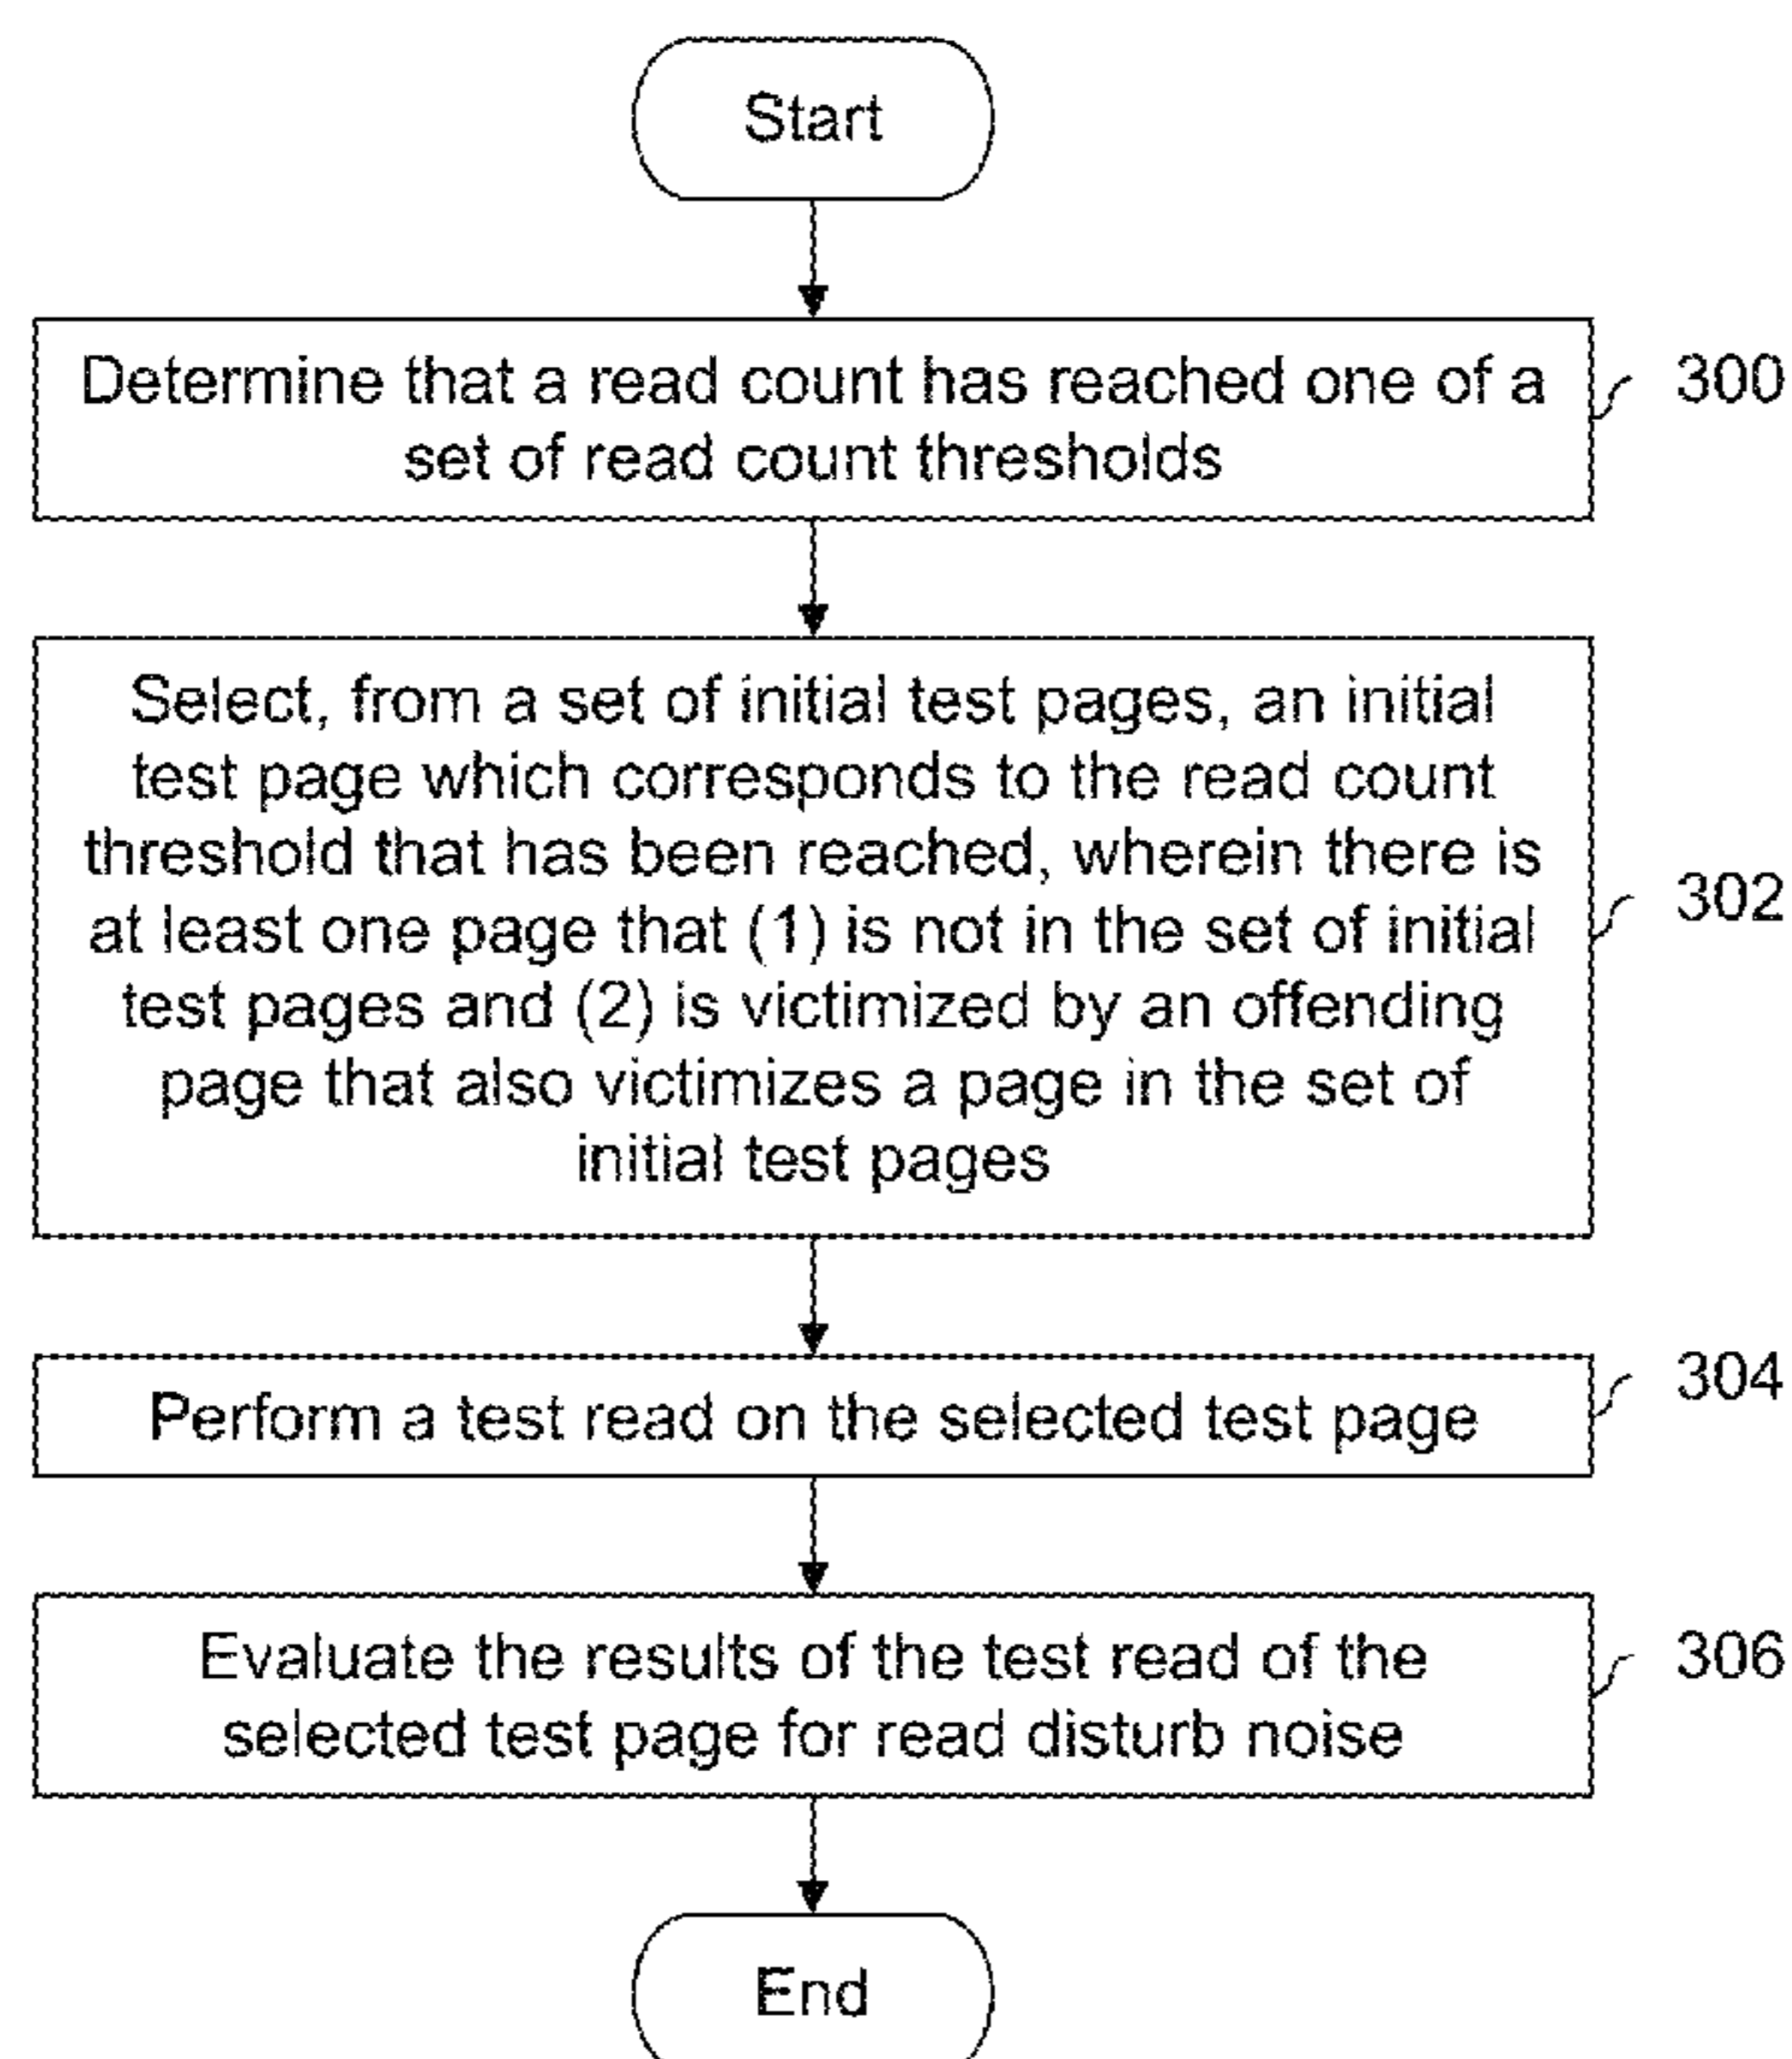 Start
Determine that a read count has reached one of a
set of read count thresholds
300
Select, from a set of initial test pages, an initial
test page which corresponds to the read count
threshold that has been reached, wherein there is
at least one page that (1) is not in the set of initial
test pages and (2) is victimized by an offending
page that also victimizes a page in the set of
initial test pages
302
Perform a test read on the selected test page
304
Evaluate the results of the test read of the
selected test page for read disturb noise
306
End